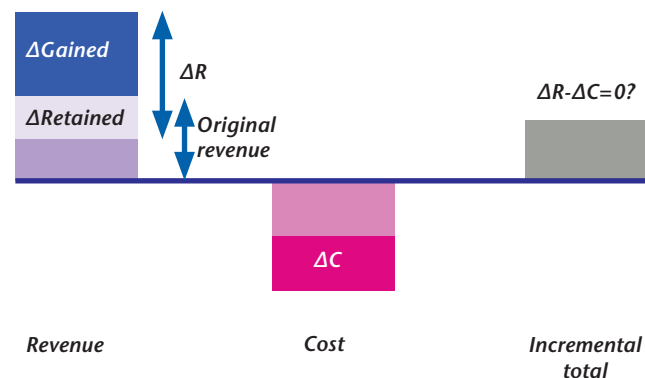 ΔGained
ΔR
ΔR-ΔC=0?
ΔRetained
Original
revenue
ΔC
Revenue
Cost
Incremental
total